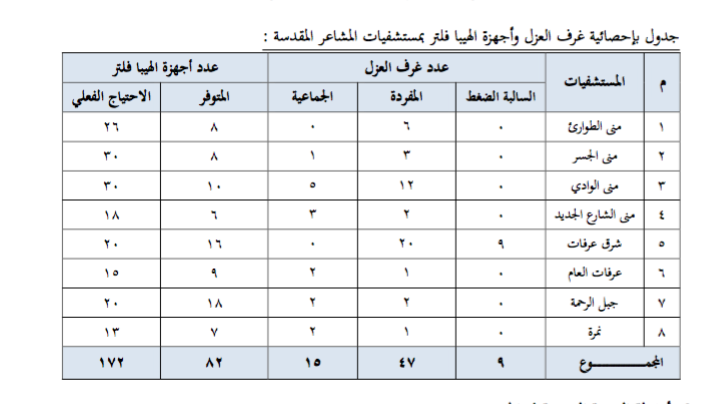 جدول بإحصائية غرف العزل وأجهزة الهيبا فلتر بمستشفيات المشاعر المقدسة :
م المستشفيات عدد غرف العزل عدد أجهزة الهيبا فلتر
السالبة الضغط المفردة الجماعية المتوفر الاحتياج الفعلي
١ منى الطوارئ ٠ ٦ ٠ ٨ ٢٦
٢ منى الجسر ٠ ٣ ١ ٨ ٣٠
٣ منى الوادي ٠ ١٢ ٥ ١٠ ٣٠
٤ منى الشارع الجديد ٠ ٢ ٣ ٦ ١٨
٥ شرق عرفات ٩ ٢٠ ٠ ١٦ ٢٠
٦ عرفات العام ٠ ١ ٢ ٩ ١٥
٧ جبل الرحمة ٠ ٢ ٢ ١٨ ٢٠
٨ نمرة ٠ ١ ٢ ٧ ١٣
المجمـــــــوع ٩ ٤٧ ١٥ ٨٢ ١٧٢